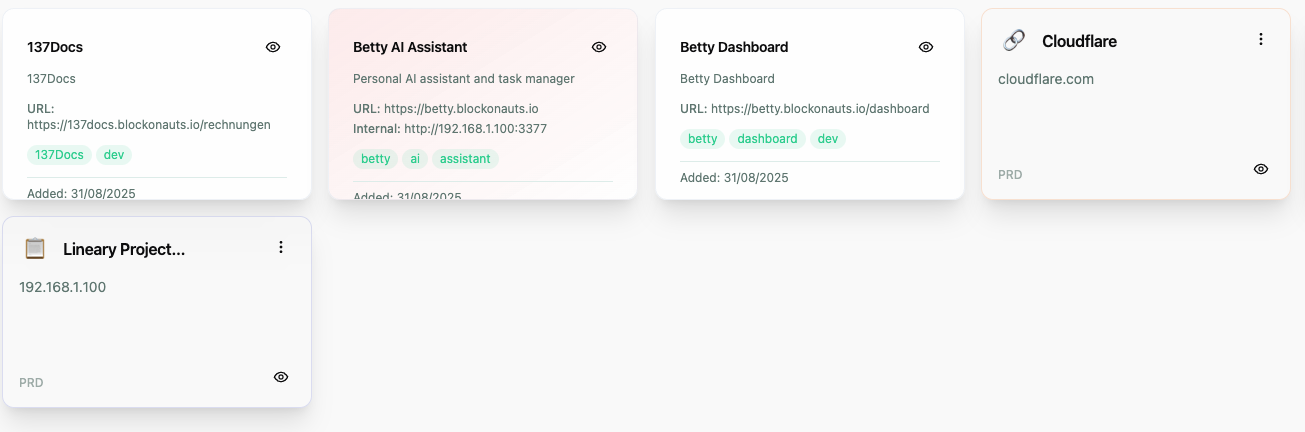 137Docs
137Docs
URL:
https://137docs.blockonauts.io/rechnungen
137Docs dev
Added: 31/08/2025
Betty AI Assistant
Personal AI assistant and task manager
URL: https://betty.blockonauts.io
Internal: http://192.168.1.100:3377
betty ai assistant
Added: 31/08/2025
Betty Dashboard
Betty Dashboard
URL: https://betty.blockonauts.io/dashboard
betty dashboard dev
Added: 31/08/2025
Cloudflare
cloudflare.com
PRD
Lineary Project...
192.168.1.100
PRD